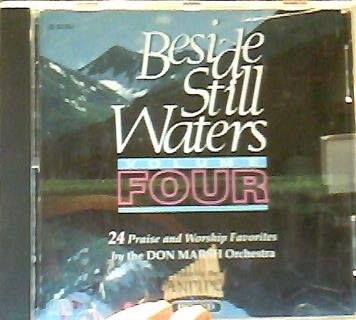 Beside
Still
Waters
VOLUME
FOUR
24 Praise and Worship Favorites
by the DON MARSH Orchestra